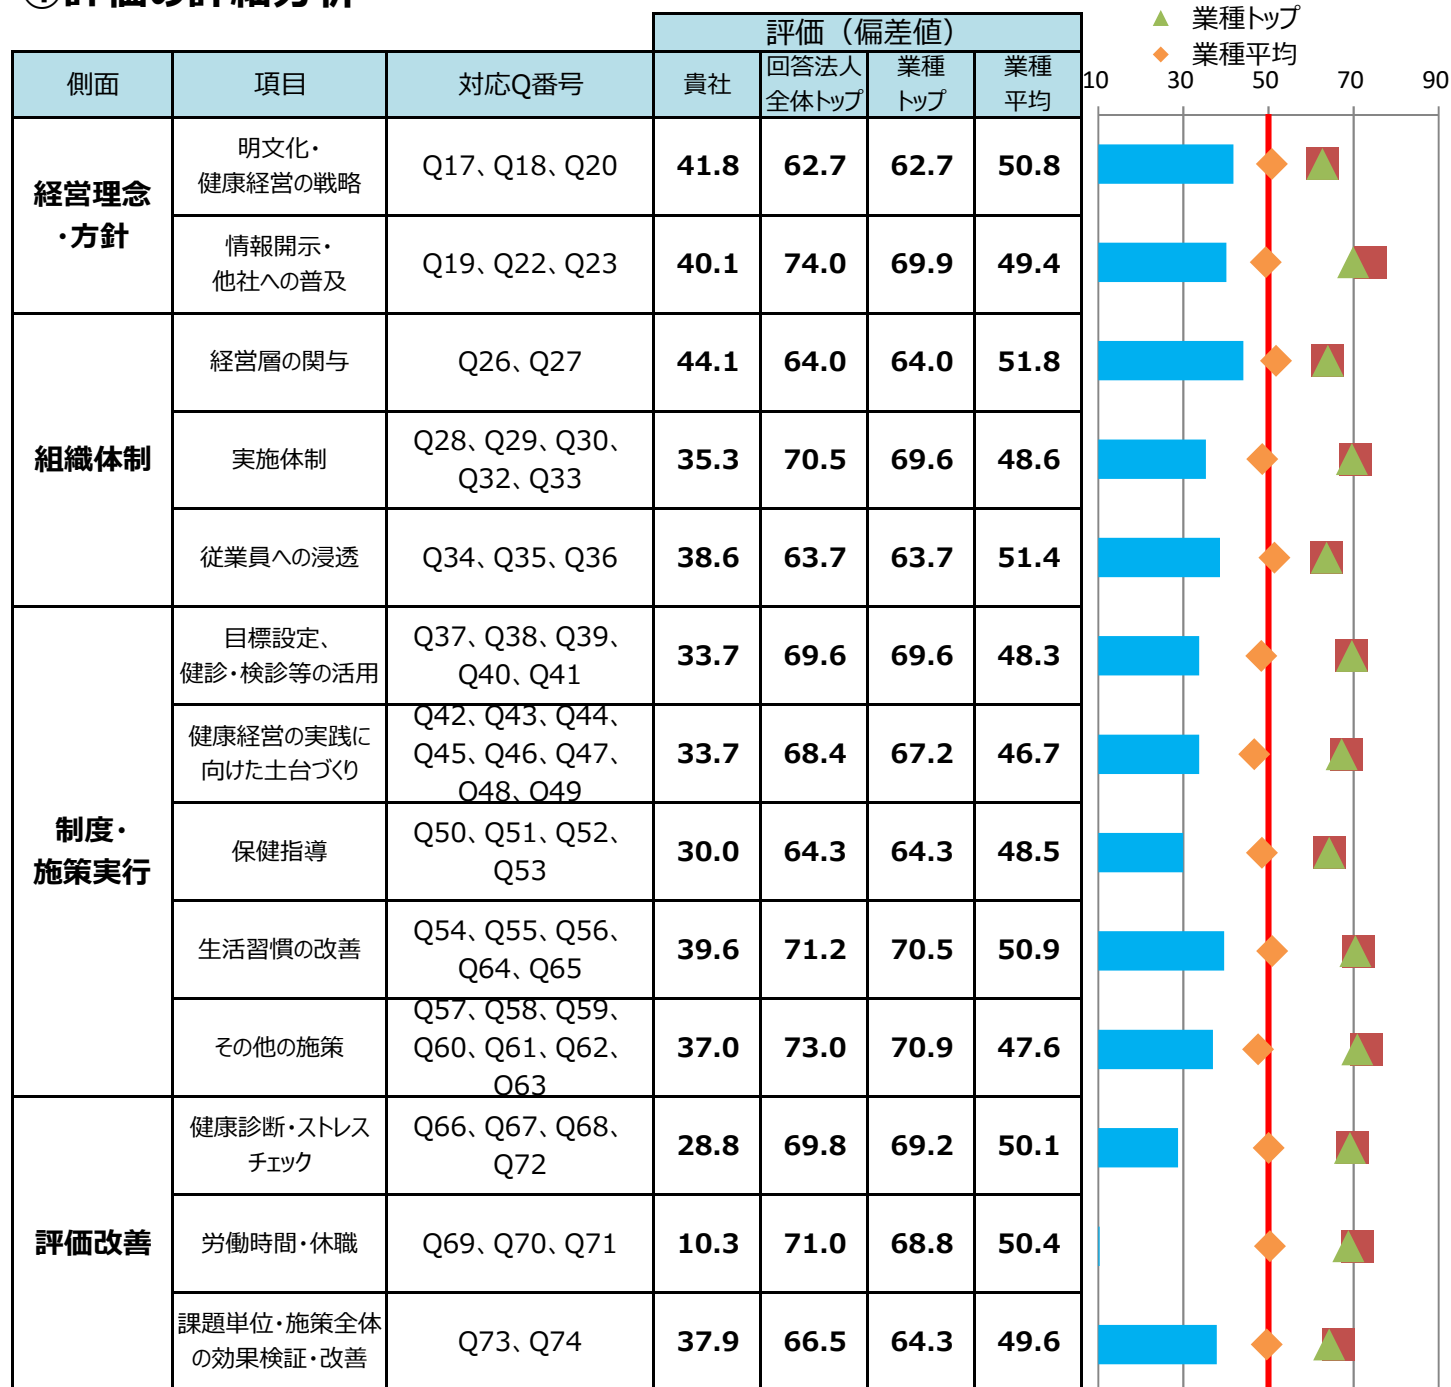 ①評価の詳細分析
▲ 業種トップ
◆ 業種平均
評価（偏差値）
側面 項目 対応Q番号 貴社 回答法人全体トップ 業種トップ 業種平均
10 30 50 70 90
経営理念・方針
明文化・健康経営の戦略 Q17、Q18、Q20 41.8 62.7 62.7 50.8
情報開示・他社への普及 Q19、Q22、Q23 40.1 74.0 69.9 49.4
組織体制
経営層の関与 Q26、Q27 44.1 64.0 64.0 51.8
実施体制 Q28、Q29、Q30、Q32、Q33 35.3 70.5 69.6 48.6
従業員への浸透 Q34、Q35、Q36 38.6 63.7 63.7 51.4
制度・施策実行
目標設定、健診・検診等の活用 Q37、Q38、Q39、Q40、Q41 33.7 69.6 69.6 48.3
健康経営の実践に向けた土台づくり Q42、Q43、Q44、Q45、Q46、Q47、Q48、Q49 33.7 68.4 67.2 46.7
保健指導 Q50、Q51、Q52、Q53 30.0 64.3 64.3 48.5
生活習慣の改善 Q54、Q55、Q56、Q64、Q65 39.6 71.2 70.5 50.9
その他の施策 Q57、Q58、Q59、Q60、Q61、Q62、Q63 37.0 73.0 70.9 47.6
評価改善
健康診断・ストレスチェック Q66、Q67、Q68、Q72 28.8 69.8 69.2 50.1
労働時間・休職 Q69、Q70、Q71 10.3 71.0 68.8 50.4
課題単位・施策全体の効果検証・改善 Q73、Q74 37.9 66.5 64.3 49.6